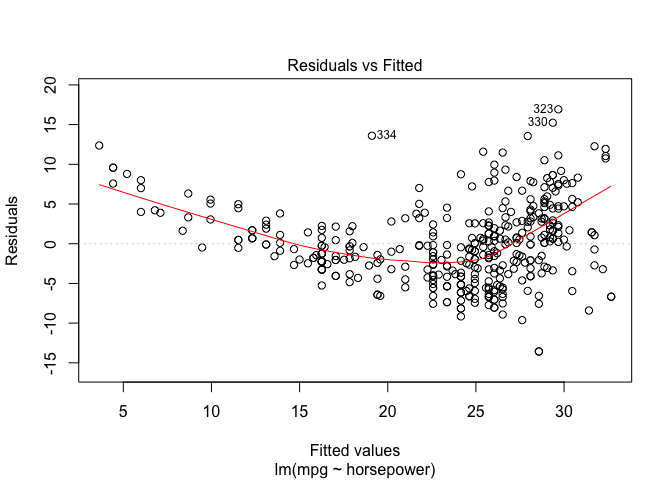 Residuals vs Fitted
Residuals
20
15
10
5
0
-5
-10
-15
323
330
334
5 10 15 20 25 30
Fitted values
lm(mpg ~ horsepower)